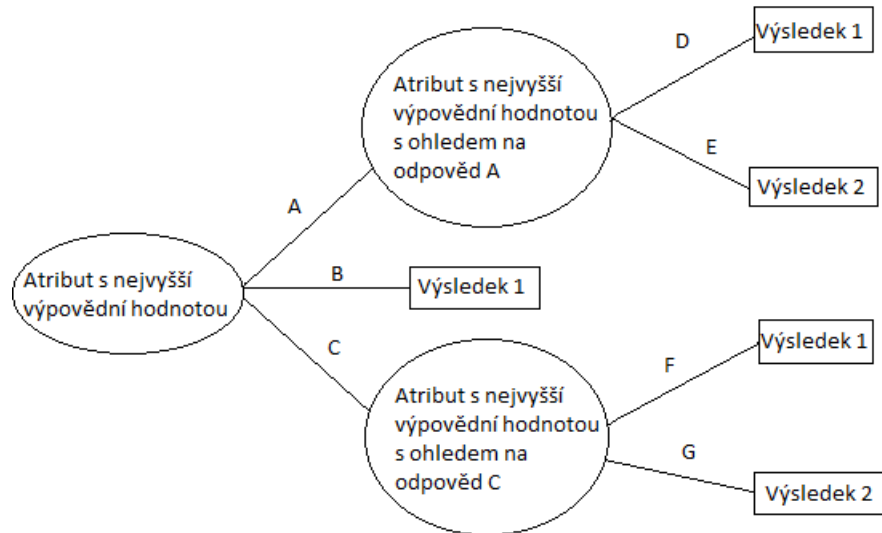 D
Výsledek 1
Atribut s nejvyšší
výpovědní hodnotou
s ohledem na
odpověd A
E
Výsledek 2
A
Atribut s nejvyšší
výpovědní hodnotou
B
Výsledek 1
C
Atribut s nejvyšší
výpovědní hodnotou
s ohledem na
odpověd C
F
Výsledek 1
G
Výsledek 2